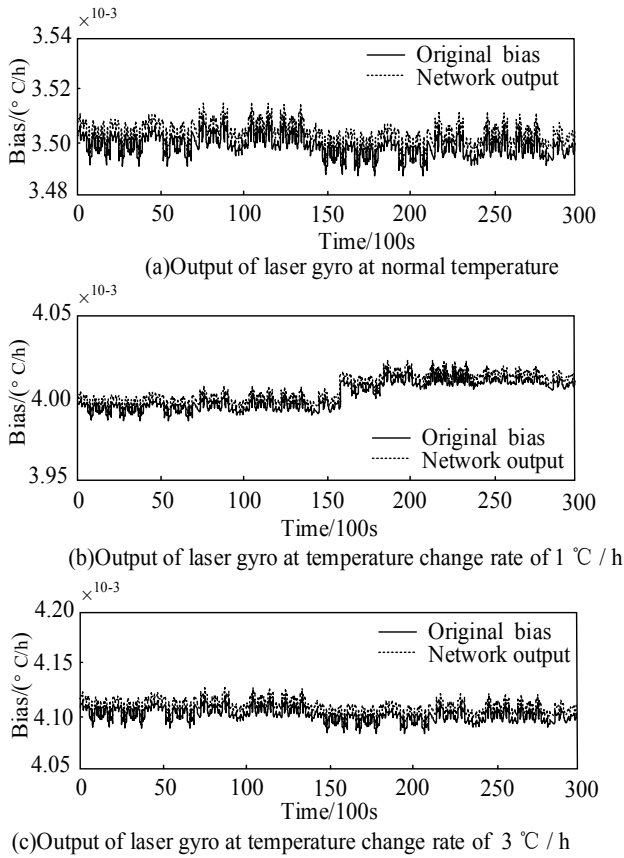 ×10-3
3.54
3.52
3.50
3.48
Bias/(° C/h)
Original bias
Network output
0 50 100 150 200 250 300
Time/100s
(a)Output of laser gyro at normal temperature
×10-3
4.05
4.00
3.95
Bias/(° C/h)
Original bias
Network output
0 50 100 150 200 250 300
Time/100s
(b)Output of laser gyro at temperature change rate of 1 ℃ / h
×10-3
4.20
4.15
4.10
4.05
Bias/(° C/h)
Original bias
Network output
0 50 100 150 200 250 300
Time/100s
(c)Output of laser gyro at temperature change rate of 3 ℃ / h